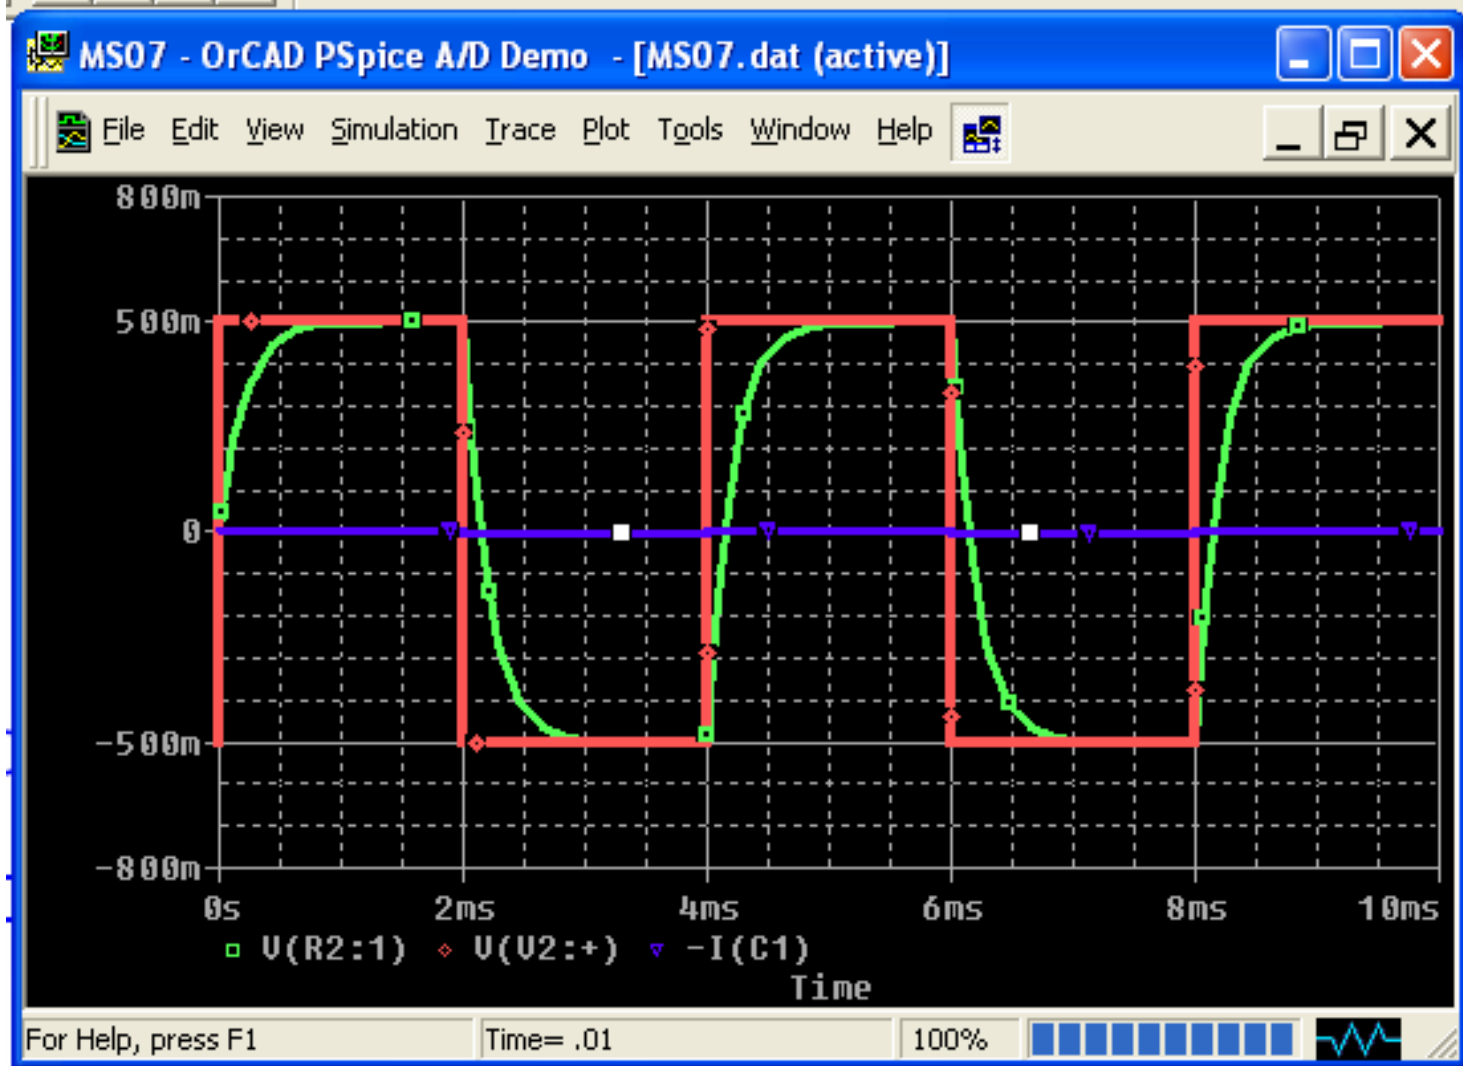 MS07 - OrCAD PSpice A/D Demo - [MS07.dat (active)]
File Edit View Simulation Trace Plot Tools Window Help
800m
500m
0
-500m
-800m
0s 2ms 4ms 6ms 8ms 10ms
V(R2:1) V(V2:+) -I(C1)
Time
For Help, press F1 Time= .01 100%